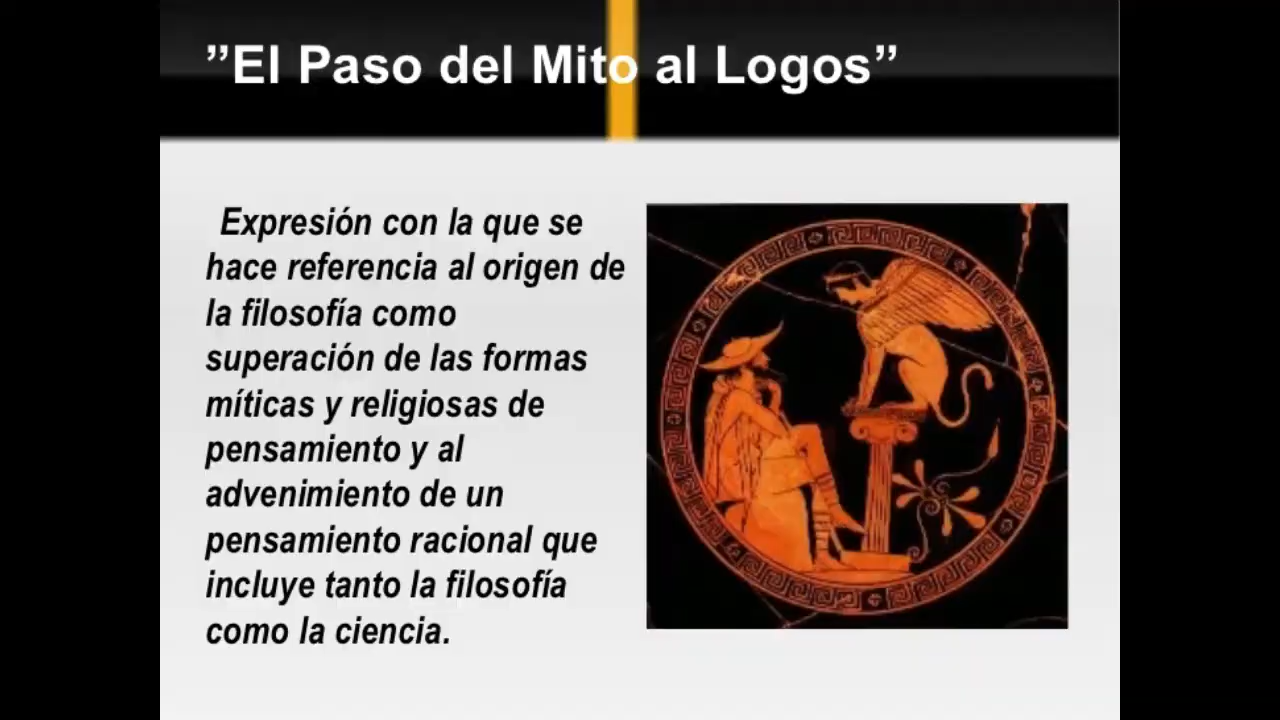 ”El Paso del Mito al Logos”
Expresión con la que se
hace referencia al origen de
la filosofía como
superación de las formas
míticas y religiosas de
pensamiento y al
advenimiento de un
pensamiento racional que
incluye tanto la filosofía
como la ciencia.